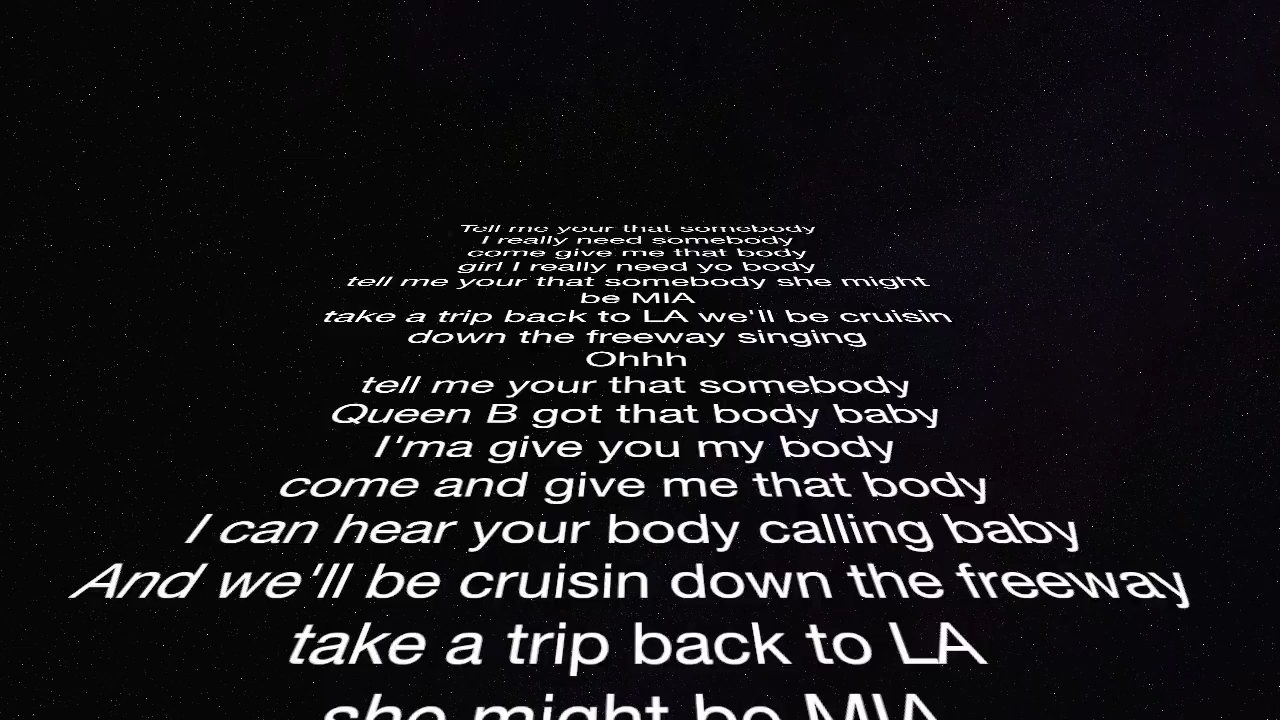 Tell me your that somebody
I really need somebody
come give me that body
girl I really need yo body
tell me your that somebody she might
be MIA
take a trip back to LA we'll be cruisin
down the freeway singing
Ohhh
tell me your that somebody
Queen B got that body baby
I'ma give you my body
come and give me that body
I can hear your body calling baby
And we'll be cruisin down the freeway
take a trip back to LA
she might be MIA